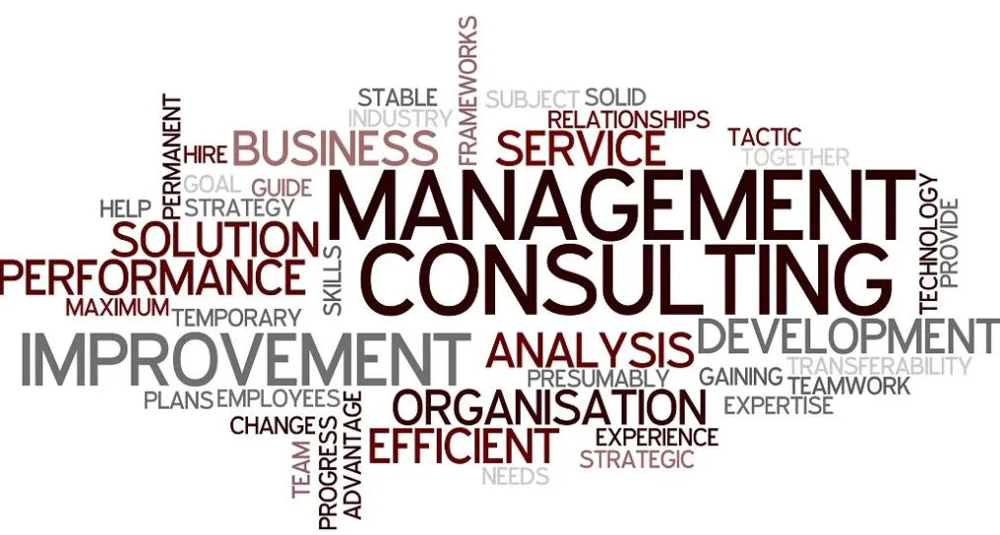 FRAMEWORKS
STABLE
SUBJECT
SOLID
INDUSTRY
RELATIONSHIPS
PERMANENT
HIRE
BUSINESS
SERVICE
TACTIC
TOGETHER
GOAL
GUIDE
MANAGEMENT
HELP
STRATEGY
TECHNOLOGY
PROVIDE
SOLUTION
SKILLS
CONSULTING
PERFORMANCE
MAXIMUM
TEMPORARY
IMPROVEMENT
ANALYSIS
DEVELOPMENT
PRESUMABLY
GAINING
TRANSFERABILITY
TEAMWORK
PLANS
EMPLOYEES
ORGANISATION
EXPERTISE
CHANGE
PROGRESS
ADVANTAGE
TEAM
EFFICIENT
EXPERIENCE
STRATEGIC
NEEDS